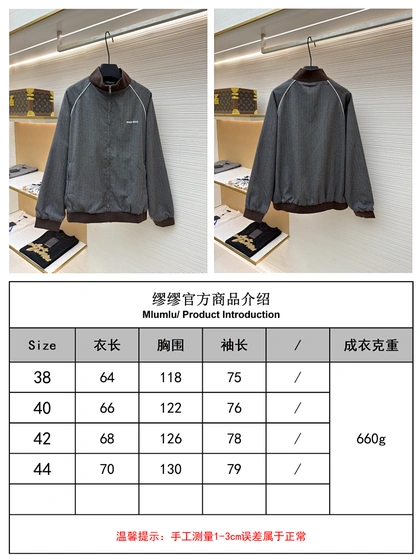 缪缪官方商品介绍
Mlumlu/ Product Introduction
Size 衣长 胸围 袖长 / 成衣克重
38 64 118 75 /
40 66 122 76 /
42 68 126 78 / 660g
44 70 130 79 /
温馨提示：手工测量1-3cm误差属于正常